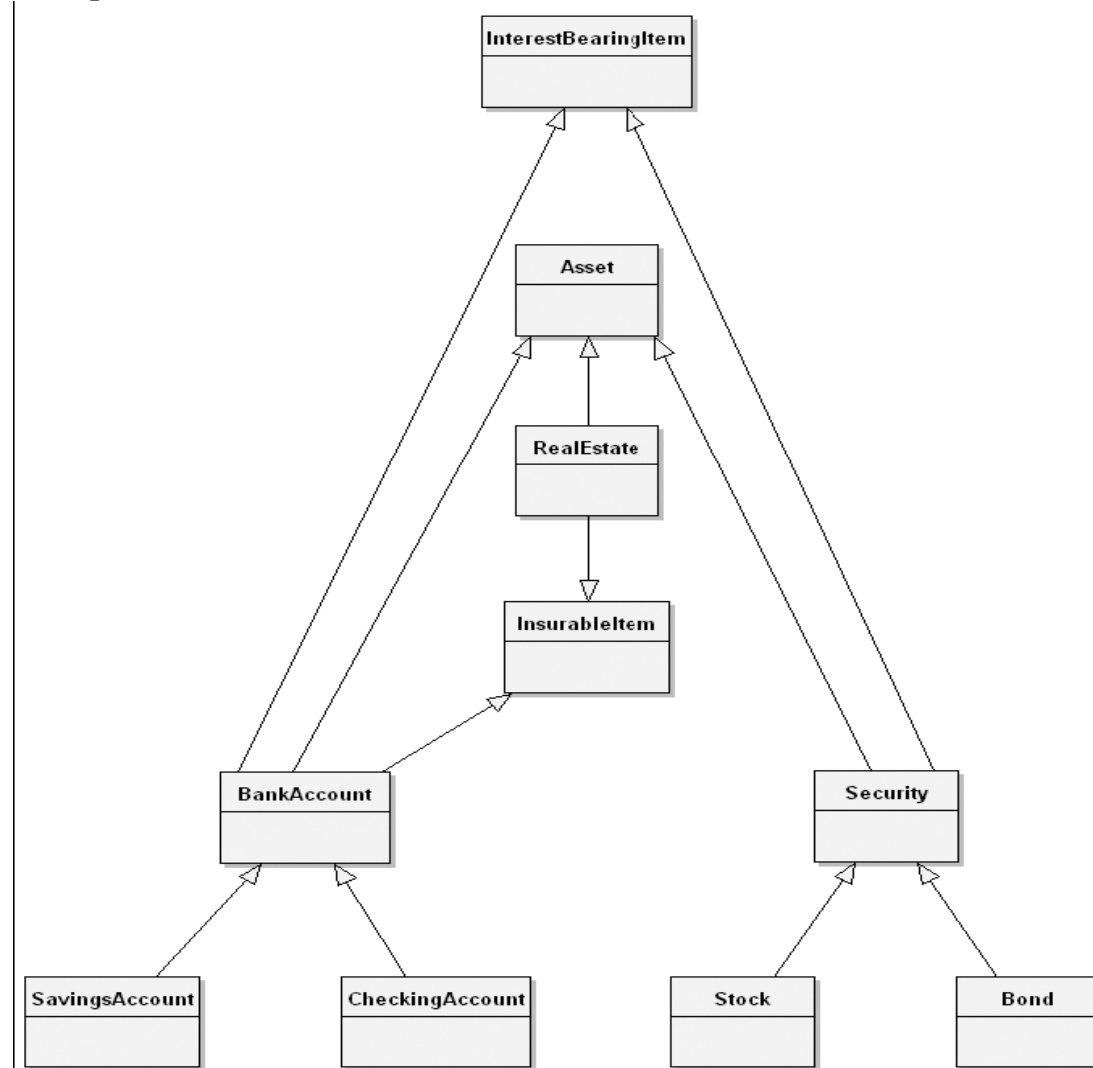 InterestBearingItem
Asset
RealEstate
InsurableItem
BankAccount
Security
SavingsAccount
CheckingAccount
Stock
Bond